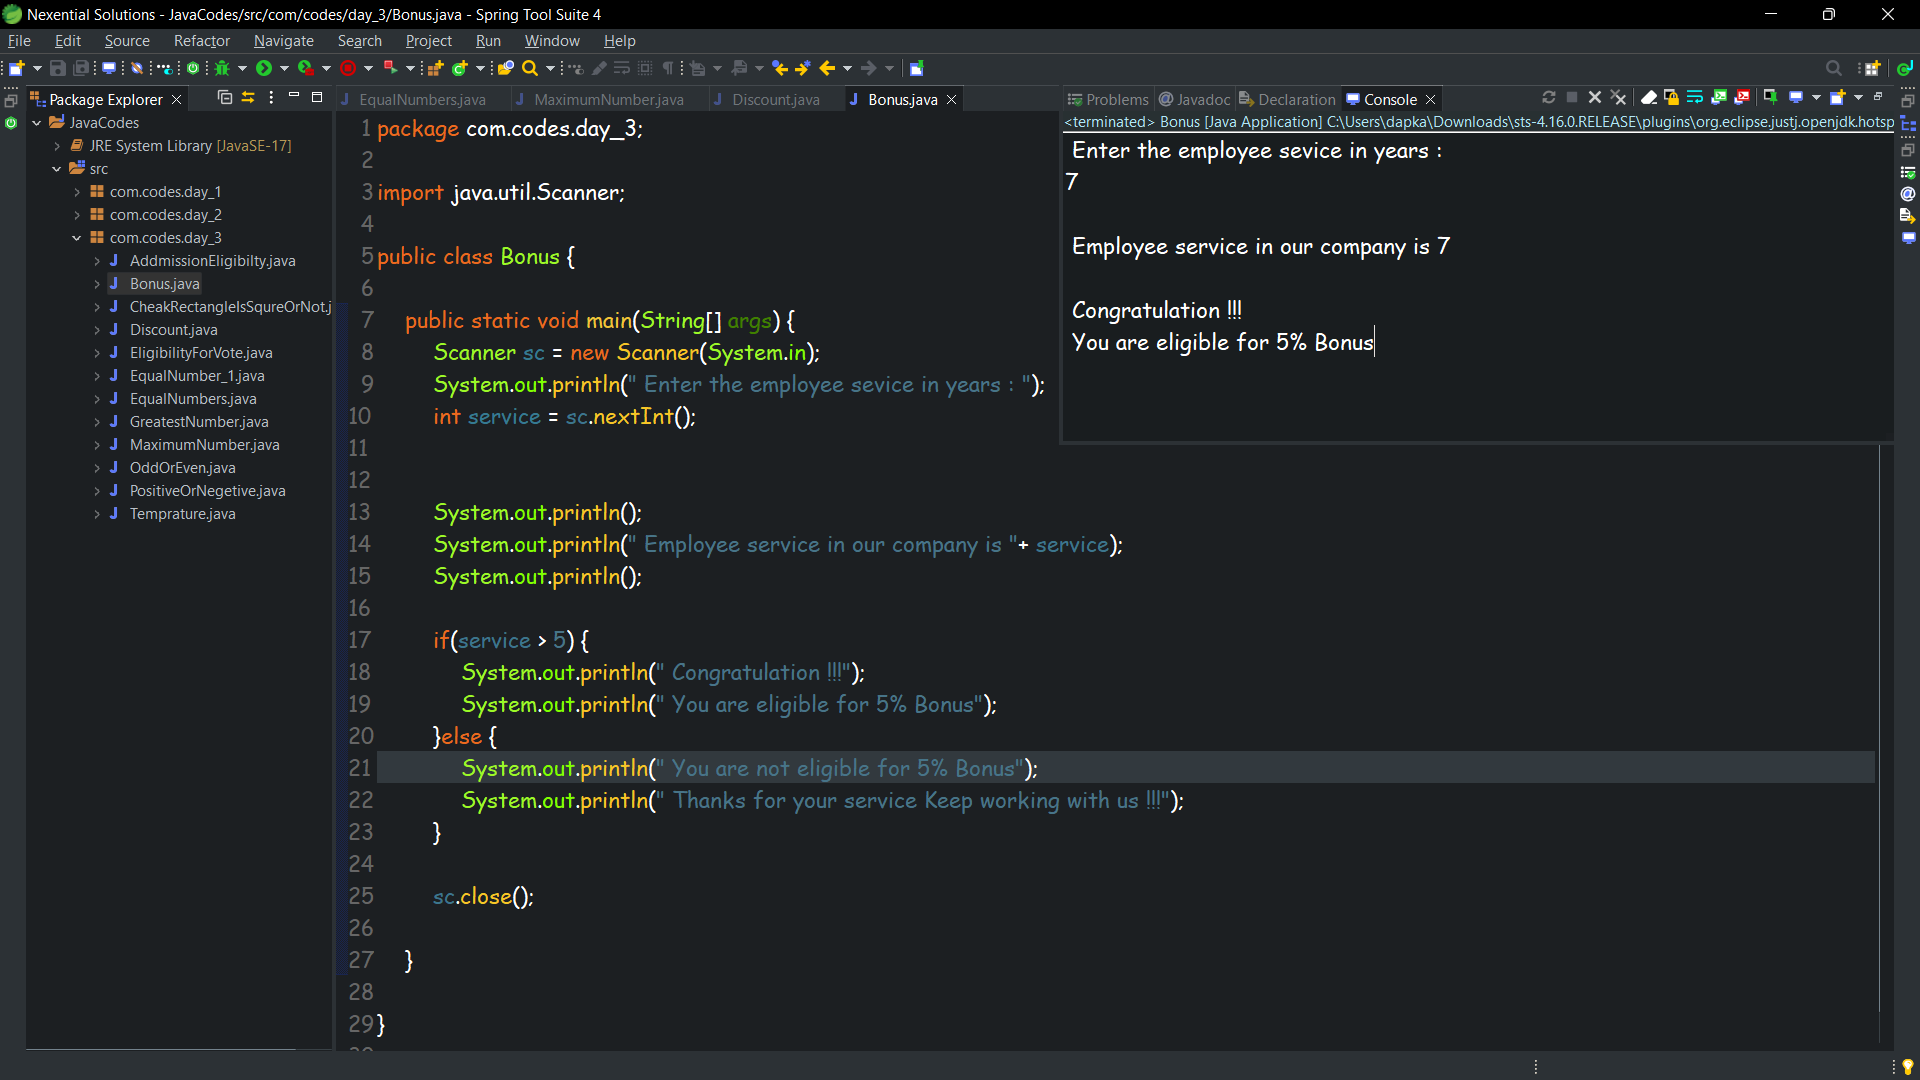 Nexential Solutions - JavaCodes/src/com/codes/day_3/Bonus.java - Spring Tool Suite 4
File Edit Source Refactor Navigate Search Project Run Window Help
Package Explorer
JavaCodes
JRE System Library [JavaSE-17]
src
com.codes.day_1
com.codes.day_2
com.codes.day_3
AddmissionEligibilty.java
Bonus.java
CheakRectangleIsSqureOrNot.j
Discount.java
EligibilityForVote.java
EqualNumber_1.java
EqualNumbers.java
GreatestNumber.java
MaximumNumber.java
OddOrEven.java
PositiveOrNegetive.java
Temprature.java
EqualNumbers.java MaximumNumber.java Discount.java Bonus.java
1 package com.codes.day_3;
2
3 import java.util.Scanner;
4
5 public class Bonus {
6
7 public static void main(String[] args) {
8 Scanner sc = new Scanner(System.in);
9 System.out.println(" Enter the employee sevice in years : ");
10 int service = sc.nextInt();
11
12
13 System.out.println();
14 System.out.println(" Employee service in our company is "+ service);
15 System.out.println();
16
17 if(service > 5) {
18 System.out.println(" Congratulation !!!");
19 System.out.println(" You are eligible for 5% Bonus");
20 }else {
21 System.out.println(" You are not eligible for 5% Bonus");
22 System.out.println(" Thanks for your service Keep working with us !!!");
23 }
24
25 sc.close();
26
27 }
28
29 }
Problems Javadoc Declaration Console
<terminated> Bonus [Java Application] C:\Users\dapka\Downloads\sts-4.16.0.RELEASE\plugins\org.eclipse.justj.openjdk.hotsp
Enter the employee sevice in years :
7
Employee service in our company is 7
Congratulation !!!
You are eligible for 5% Bonus